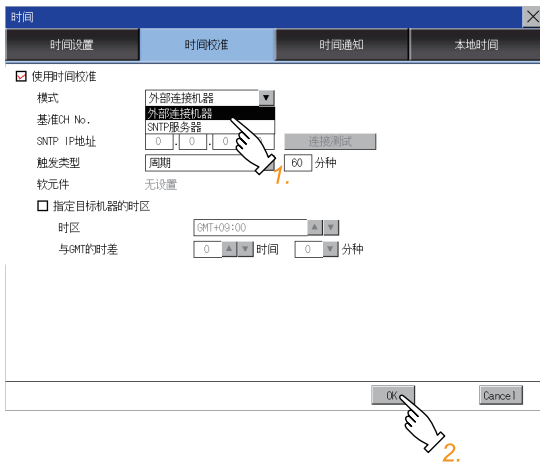 时间
时间设置 时间校准 时间通知 本地时间
使用时间校准
模式 外部连接机器
基准CH No. 外部连接机器
SNTP服务器
SNTP IP地址 0 . 0 . 0 连接测试
触发类型 周期 60 分种
1.
软元件 无设置
指定目标机器的时区
时区 GMT+09:00
与GMT的时差 0 时间 0 分种
OK Cancel
2.